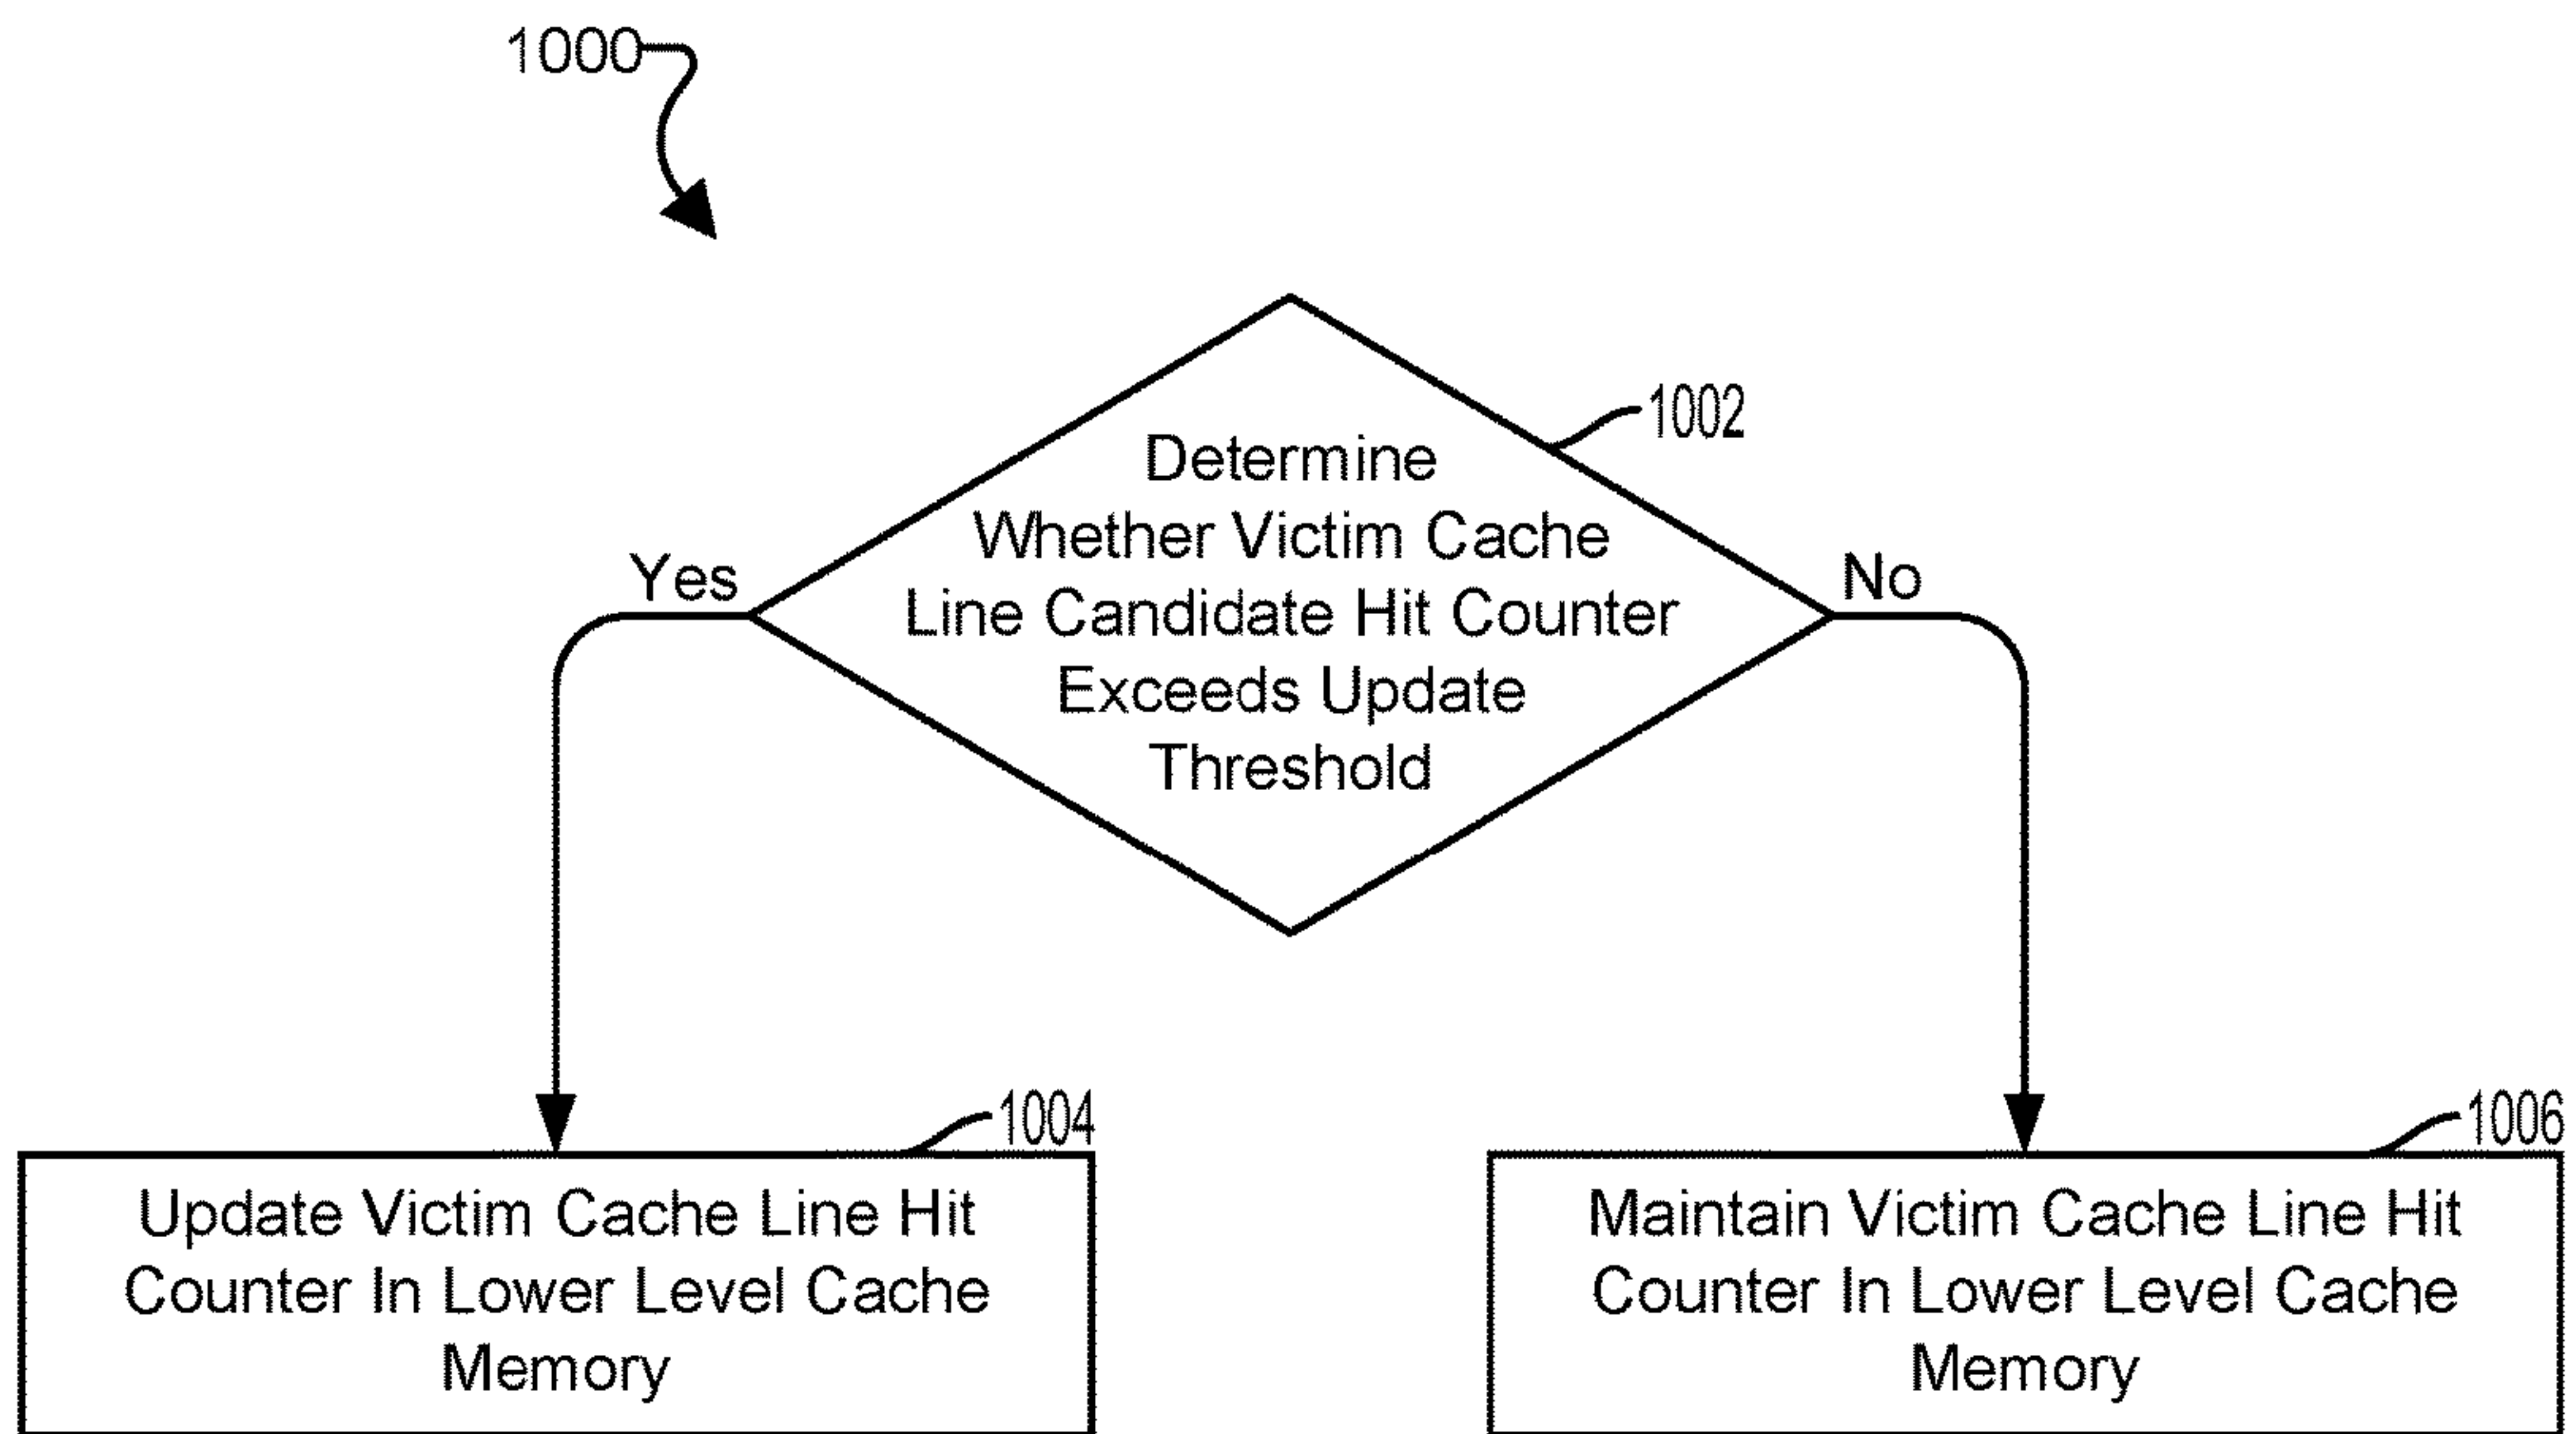 1000
1002
Determine
Whether Victim Cache
Line Candidate Hit Counter
Exceeds Update
Threshold
Yes
No
1004
Update Victim Cache Line Hit
Counter In Lower Level Cache
Memory
1006
Maintain Victim Cache Line Hit
Counter In Lower Level Cache
Memory